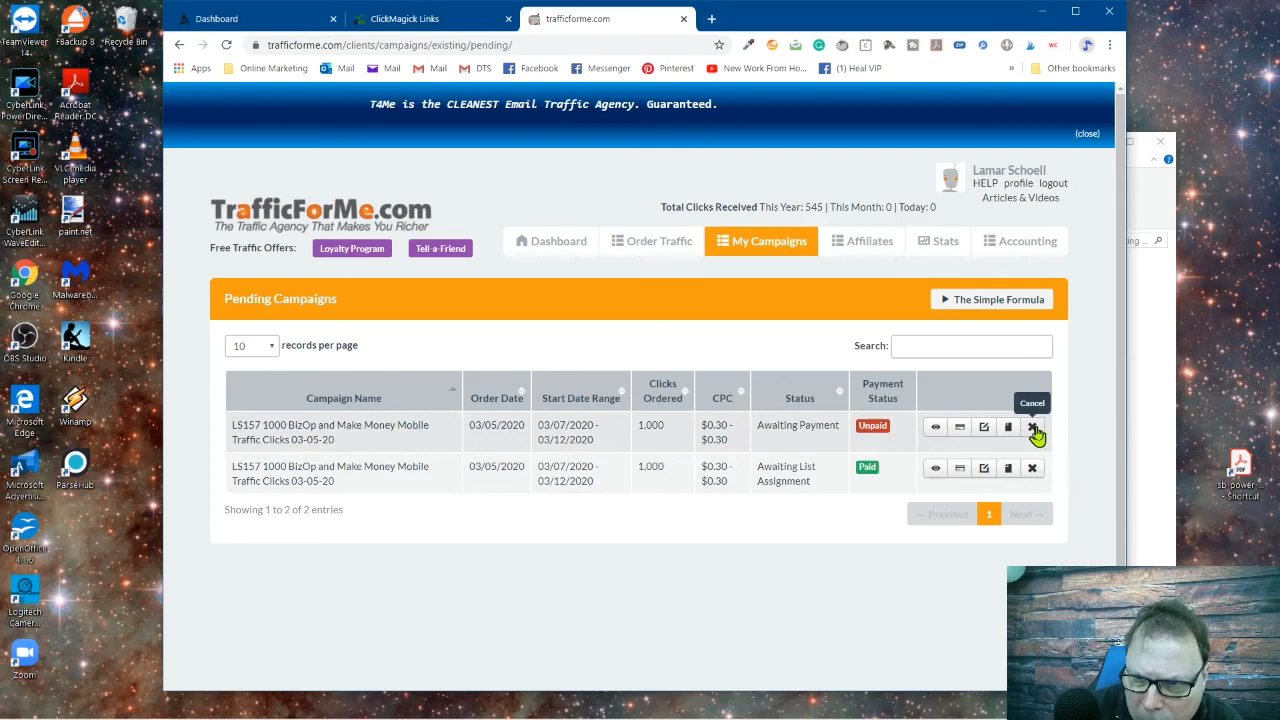 Dashboard
ClickMagick Links
trafficforme.com
trafficforme.com/clients/campaigns/existing/pending/
Apps
Online Marketing
Mail
Mail
Mail
DTS
Facebook
Messenger
Pinterest
New Work From Ho...
(1) Heal VIP
»
Other bookmarks
T4Me is the CLEANEST Email Traffic Agency. Guaranteed.
(close)
Lamar Schoell
HELP profile logout
Articles & Videos
TrafficForMe.com
The Traffic Agency That Makes You Richer
Total Clicks Received This Year: 545 | This Month: 0 | Today: 0
Free Traffic Offers:
Loyalty Program
Tell-a-Friend
Dashboard
Order Traffic
My Campaigns
Affiliates
Stats
Accounting
Pending Campaigns
The Simple Formula
10
records per page
Search:
Campaign Name
Order Date
Start Date Range
Clicks Ordered
CPC
Status
Payment Status
Cancel
LS157 1000 BizOp and Make Money Mobile Traffic Clicks 03-05-20
03/05/2020
03/07/2020 - 03/12/2020
1,000
$0.30 - $0.30
Awaiting Payment
Unpaid
LS157 1000 BizOp and Make Money Mobile Traffic Clicks 03-05-20
03/05/2020
03/07/2020 - 03/12/2020
1,000
$0.30 - $0.30
Awaiting List Assignment
Paid
Showing 1 to 2 of 2 entries
← Previous
1
Next →
TeamViewer
FBackup 8
Recycle Bin
CyberLink PowerDire...
Acrobat Reader DC
CyberLink Screen Re...
VLC media player
CyberLink WaveEdit...
paint.net
Google Chrome
Malwareb...
OBS Studio
Kindle
Microsoft Edge
Winamp
Microsoft Advertisi...
ParseHub
OpenOffice 4.1.6
Logitech Camer...
Zoom
ing ...
sb-power-...
- Shortcut